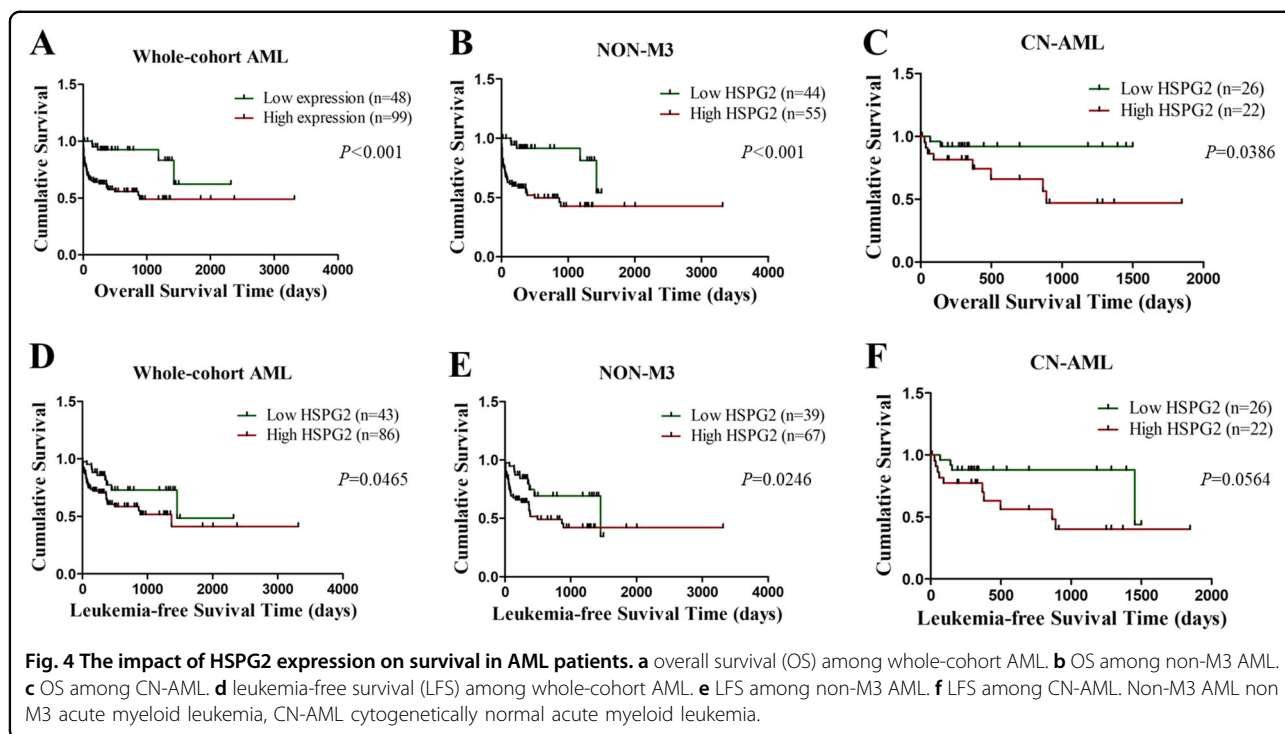 A
Whole-cohort AML
Cumulative Survival
1.5
1.0
0.5
0.0
Low expression (n=48)
High expression (n=99)
P<0.001
0 1000 2000 3000 4000
Overall Survival Time (days)
B
NON-M3
Cumulative Survival
1.5
1.0
0.5
0.0
Low HSPG2 (n=44)
High HSPG2 (n=55)
P<0.001
0 1000 2000 3000 4000
Overall Survival Time (days)
C
CN-AML
Cumulative Survival
1.5
1.0
0.5
0.0
Low HSPG2 (n=26)
High HSPG2 (n=22)
P=0.0386
0 500 1000 1500 2000
Overall Survival Time (days)
D
Whole-cohort AML
Cumulative Survival
1.5
1.0
0.5
0.0
Low HSPG2 (n=43)
High HSPG2 (n=86)
P=0.0465
0 1000 2000 3000 4000
Leukemia-free Suvival Time (days)
E
NON-M3
Cumulative Survival
1.5
1.0
0.5
0.0
Low HSPG2 (n=39)
High HSPG2 (n=67)
P=0.0246
0 1000 2000 3000 4000
Leukemia-free Suvival Time (days)
F
CN-AML
Cumulative Survival
1.5
1.0
0.5
0.0
Low HSPG2 (n=26)
High HSPG2 (n=22)
P=0.0564
0 500 1000 1500 2000
Leukemia-free Suvival Time (days)
Fig. 4 The impact of HSPG2 expression on survival in AML patients. a overall survival (OS) among whole-cohort AML. b OS among non-M3 AML.
c OS among CN-AML. d leukemia-free survival (LFS) among whole-cohort AML. e LFS among non-M3 AML. f LFS among CN-AML. Non-M3 AML non
M3 acute myeloid leukemia, CN-AML cytogenetically normal acute myeloid leukemia.